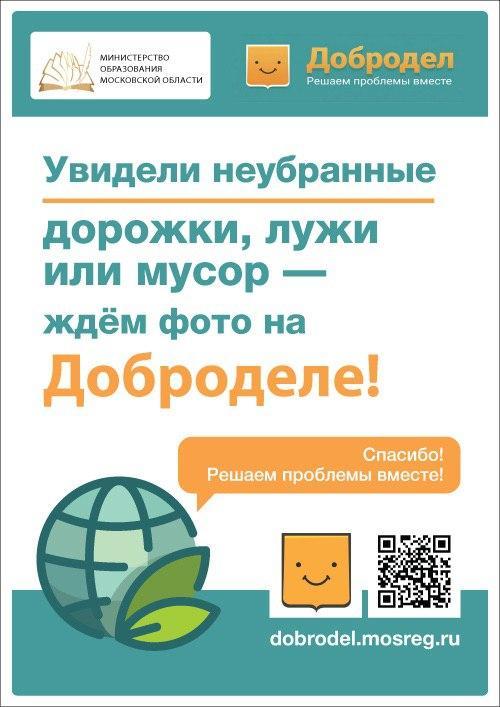 МИНИСТЕРСТВО
ОБРАЗОВАНИЯ
МОСКОВСКОЙ ОБЛАСТИ
Добродел
Решаем проблемы вместе
Увидели неубранные
дорожки, лужи
или мусор —
ждём фото на
Доброделе!
Спасибо!
Решаем проблемы вместе!
dobrodel.mosreg.ru